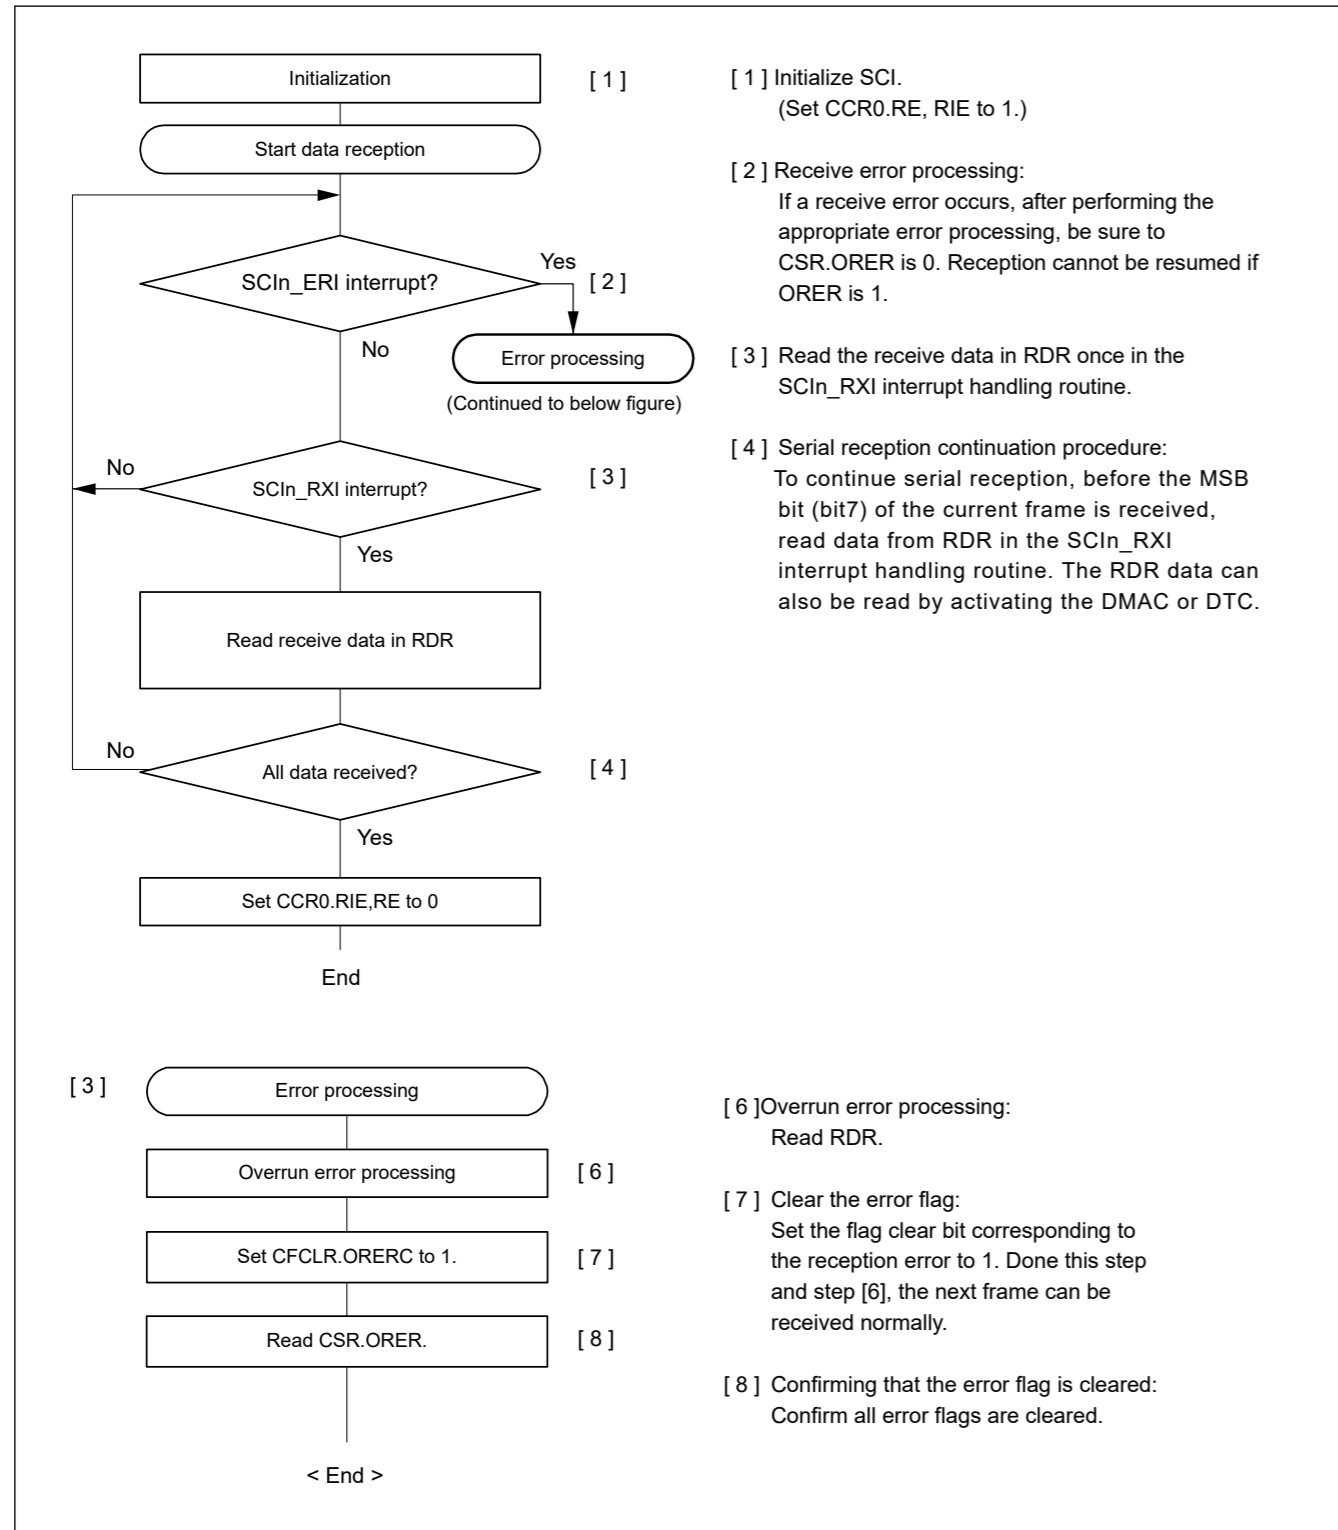 Initialization
[ 1 ]
Start data reception
SCIn_ERI interrupt?
Yes
[ 2 ]
No
Error processing
(Continued to below figure)
No
SCIn_RXI interrupt?
[ 3 ]
Yes
Read receive data in RDR
No
All data received?
[ 4 ]
Yes
Set CCR0.RIE,RE to 0
End
[ 1 ] Initialize SCI.
(Set CCR0.RE, RIE to 1.)
[ 2 ] Receive error processing:
If a receive error occurs, after performing the
appropriate error processing, be sure to
CSR.ORER is 0. Reception cannot be resumed if
ORER is 1.
[ 3 ] Read the receive data in RDR once in the
SCIn_RXI interrupt handling routine.
[ 4 ] Serial reception continuation procedure:
To continue serial reception, before the MSB
bit (bit7) of the current frame is received,
read data from RDR in the SCIn_RXI
interrupt handling routine. The RDR data can
also be read by activating the DMAC or DTC.
[ 3 ]
Error processing
Overrun error processing
[ 6 ]
Set CFCLR.ORERC to 1.
[ 7 ]
Read CSR.ORER.
[ 8 ]
< End >
[ 6 ]Overrun error processing:
Read RDR.
[ 7 ] Clear the error flag:
Set the flag clear bit corresponding to
the reception error to 1. Done this step
and step [6], the next frame can be
received normally.
[ 8 ] Confirming that the error flag is cleared:
Confirm all error flags are cleared.